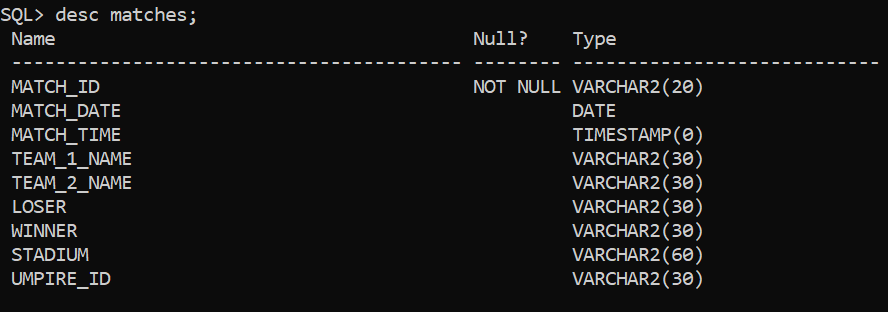 SQL> desc matches;
Name Null? Type
----------------------------------------- -------- ----------------------------
MATCH_ID NOT NULL VARCHAR2(20)
MATCH_DATE DATE
MATCH_TIME TIMESTAMP(0)
TEAM_1_NAME VARCHAR2(30)
TEAM_2_NAME VARCHAR2(30)
LOSER VARCHAR2(30)
WINNER VARCHAR2(30)
STADIUM VARCHAR2(60)
UMPIRE_ID VARCHAR2(30)